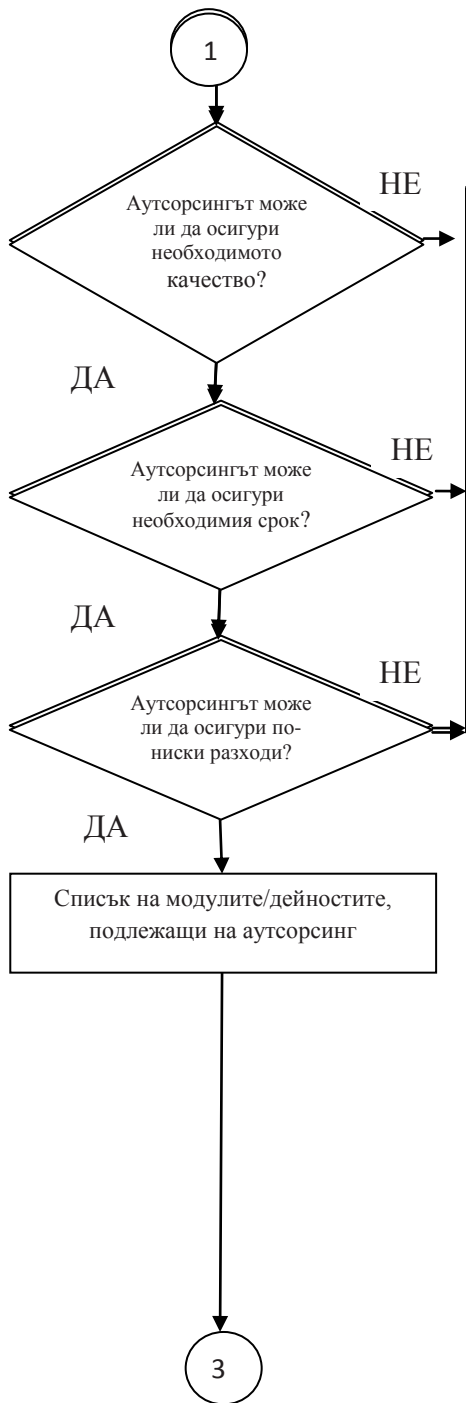 1
НЕ
Аутсорсингът може
ли да осигури
необходимото
качество?
ДА
НЕ
Аутсорсингът може
ли да осигури
необходимия срок?
ДА
НЕ
Аутсорсингът може
ли да осигури по-
ниски разходи?
ДА
Списък на модулите/дейностите,
подлежащи на аутсорсинг
3